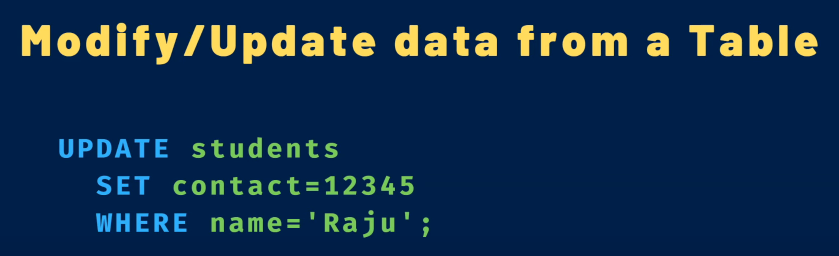 Modify/Update data from a Table
UPDATE students
SET contact=12345
WHERE name='Raju';